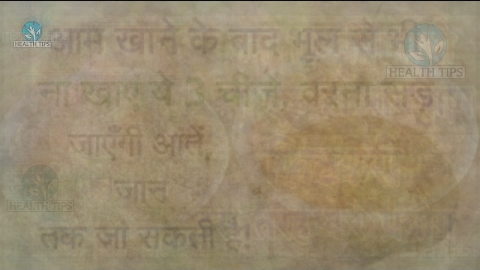 HEALTH TIPS
HEALTH TIPS
आम खाने के बाद भूल से भी
ना खाए ये 3 चीजें, वरना सड़
जाएँगी आतें,
जान
तक जा सकती है!
HEALTH TIPS